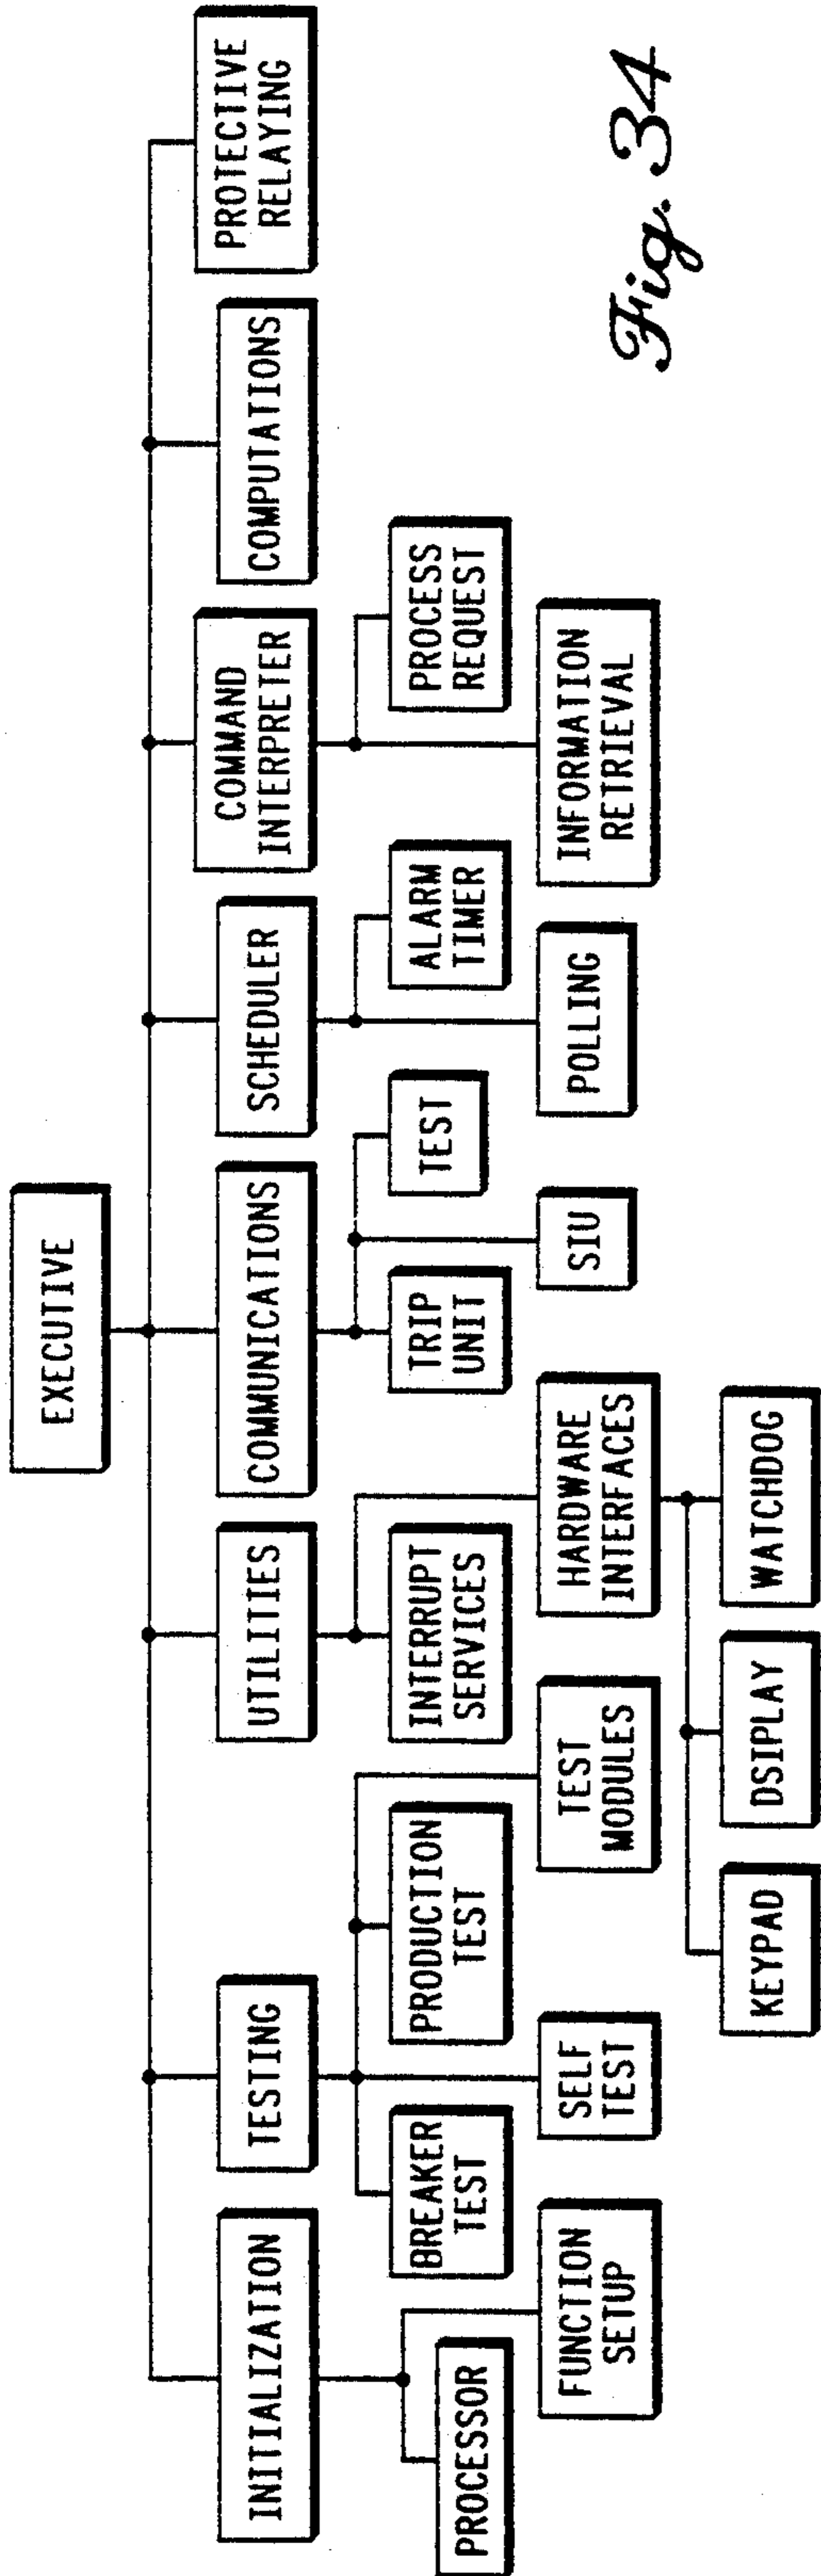 EXECUTIVE
INITIALIZATION
TESTING
UTILITIES
COMMUNICATIONS
SCHEDULER
COMMAND
INTERPRETER
COMPUTATIONS
PROTECTIVE
RELAYING
PROCESSOR
FUNCTION
SETUP
BREAKER
TEST
SELF
TEST
PRODUCTION
TEST
TEST
MODULES
INTERRUPT
SERVICES
HARDWARE
INTERFACES
KEYPAD
DSIPLAY
WATCHDOG
TRIP
UNIT
SIU
TEST
POLLING
ALARM
TIMER
INFORMATION
RETRIEVAL
PROCESS
REQUEST
Fig. 34